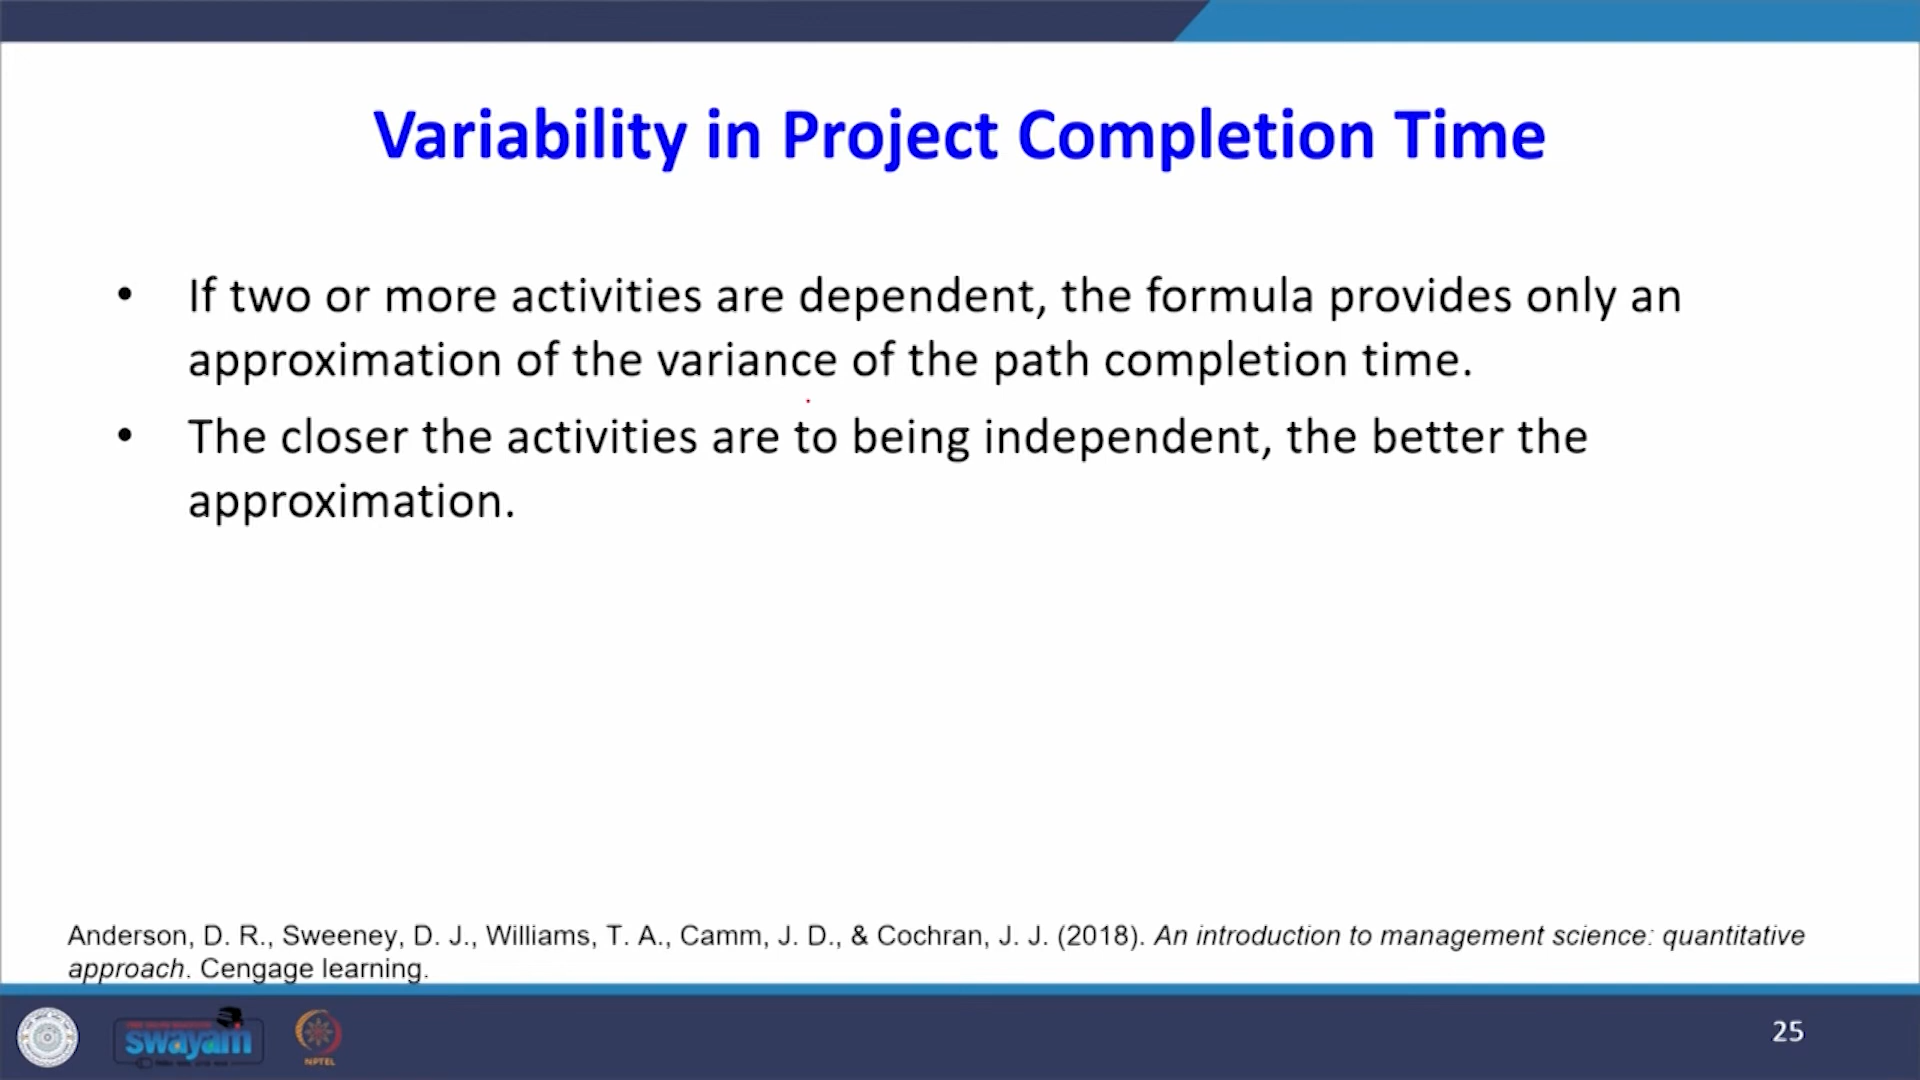 Variability in Project Completion Time
• If two or more activities are dependent, the formula provides only an
approximation of the variance of the path completion time.
• The closer the activities are to being independent, the better the
approximation.
Anderson, D. R., Sweeney, D. J., Williams, T. A., Camm, J. D., & Cochran, J. J. (2018). An introduction to management science: quantitative
approach. Cengage learning.
swayam
NPTEL
25